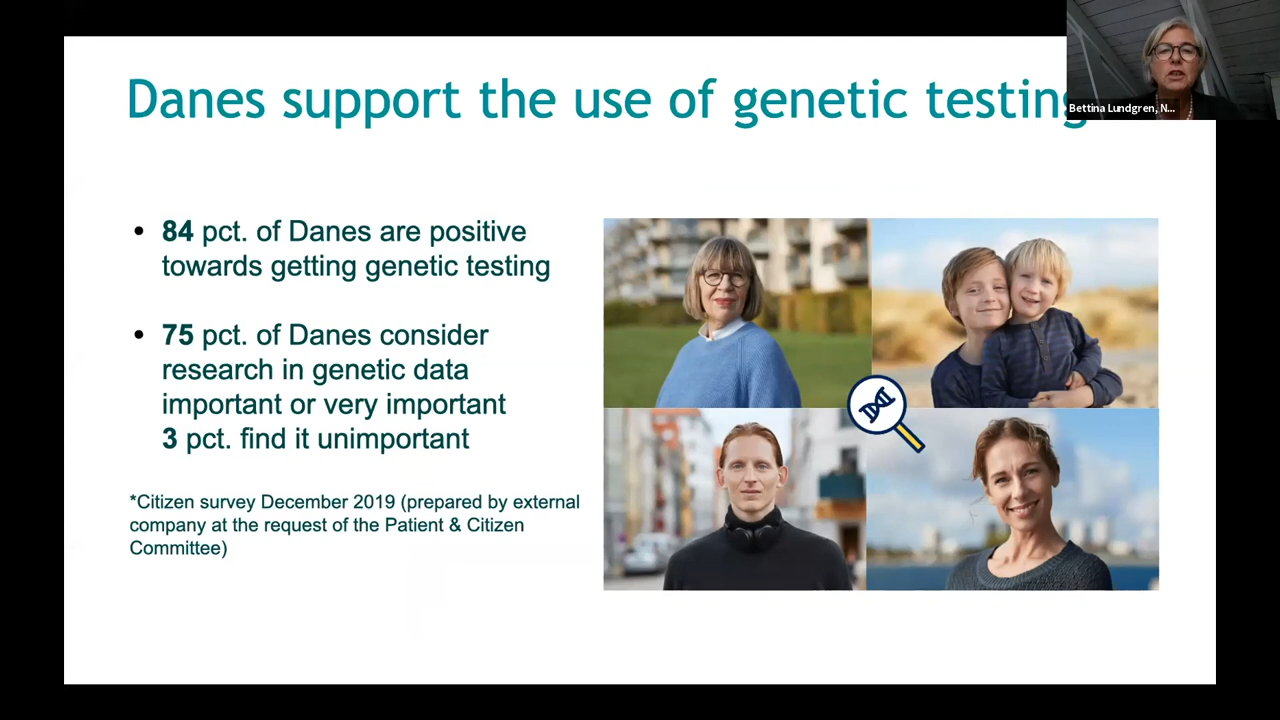 Danes support the use of genetic testing
Bettina Lundgren, N...
• 84 pct. of Danes are positive
towards getting genetic testing
• 75 pct. of Danes consider
research in genetic data
important or very important
3 pct. find it unimportant
*Citizen survey December 2019 (prepared by external
company at the request of the Patient & Citizen
Committee)